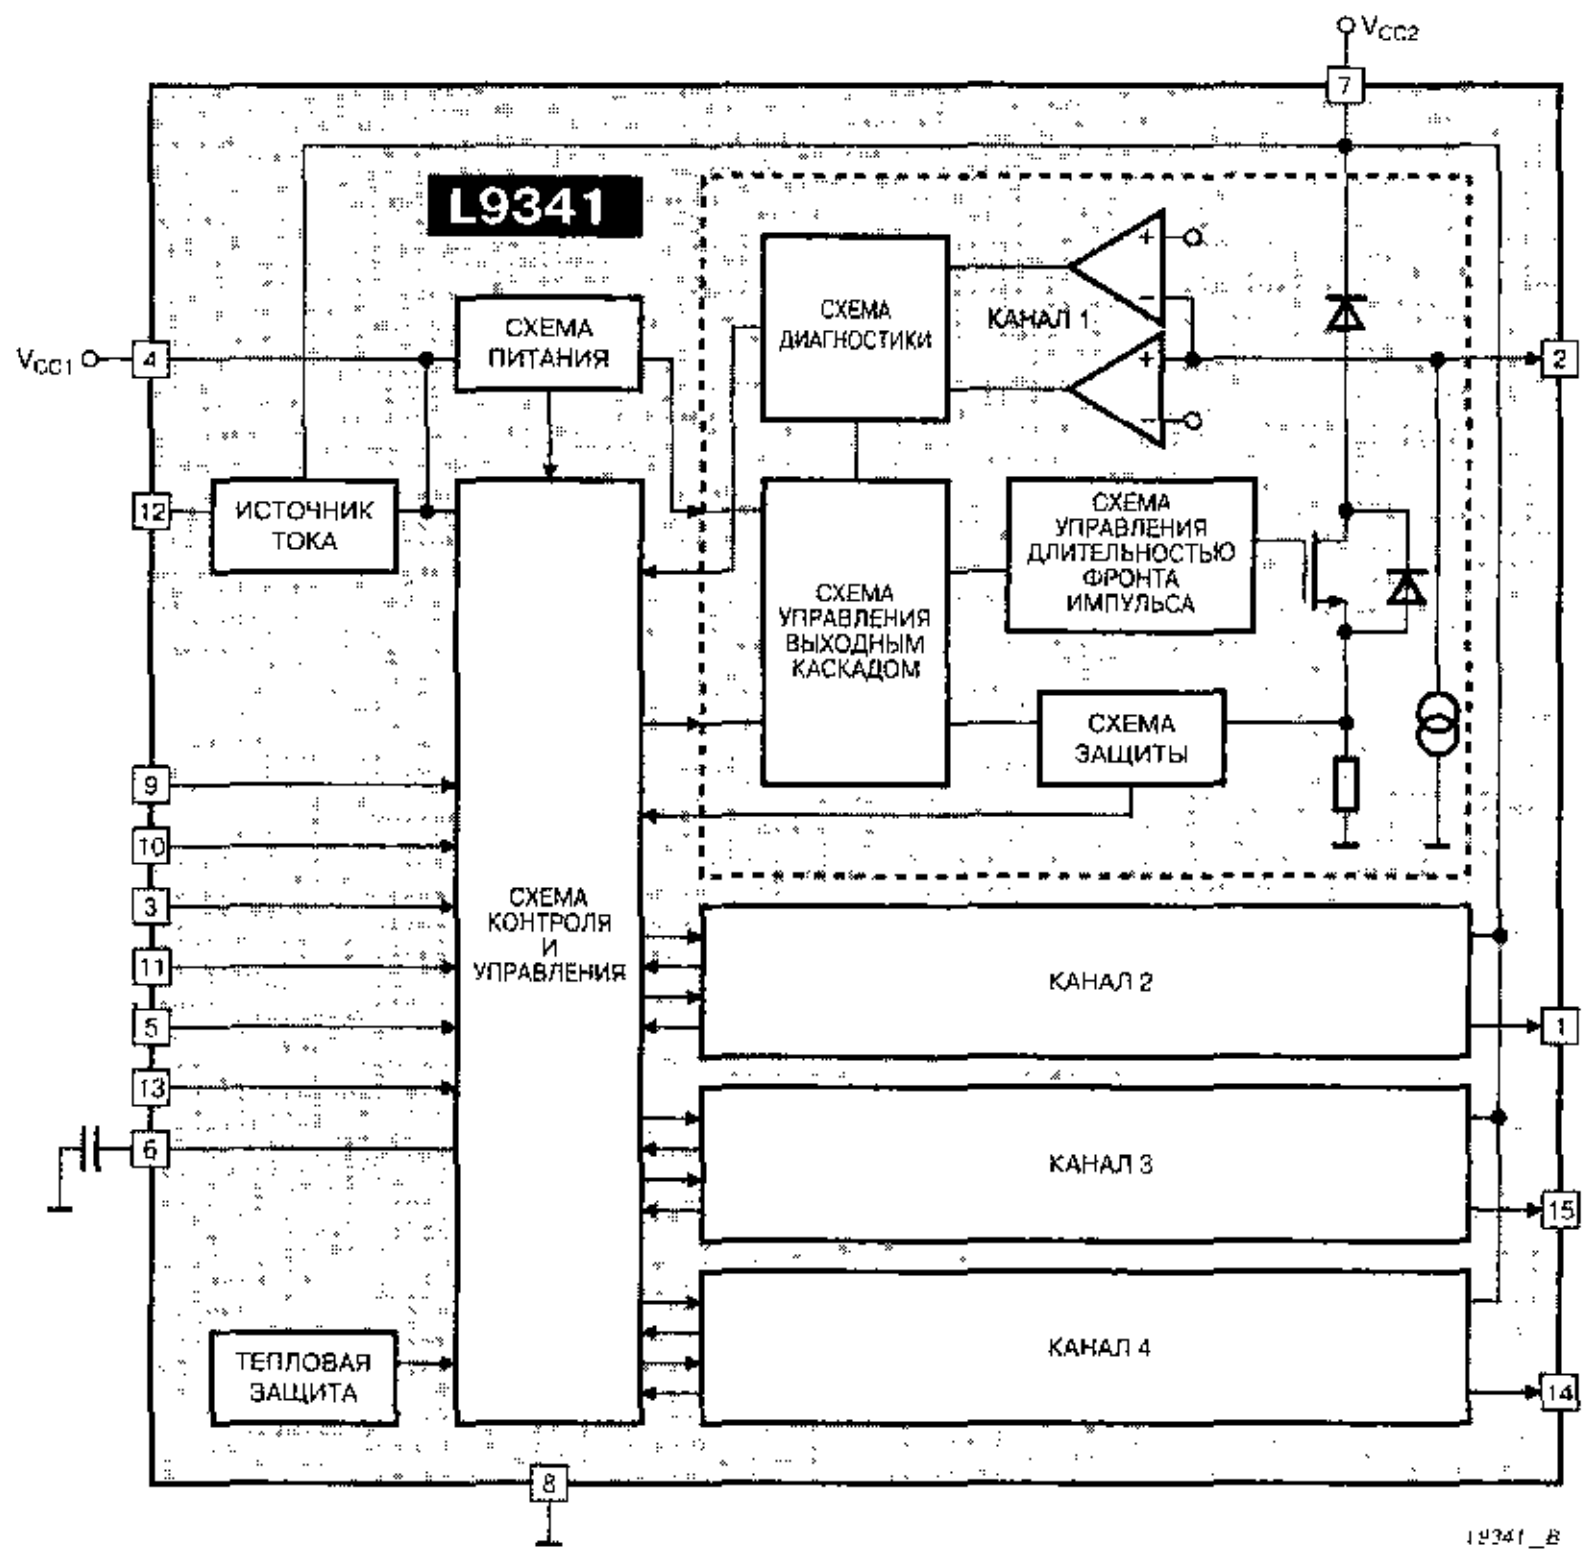 VCC2
7
L9341
+
СХЕМА
ДИАГНОСТИКИ
−
КАНАЛ 1
СХЕМА
ПИТАНИЯ
VCC1
4
+
−
2
12
ИСТОЧНИК
ТОКА
СХЕМА
УПРАВЛЕНИЯ
ДЛИТЕЛЬНОСТЬЮ
ФРОНТА
ИМПУЛЬСА
СХЕМА
УПРАВЛЕНИЯ
ВЫХОДНЫМ
КАСКАДОМ
СХЕМА
ЗАЩИТЫ
9
10
3
11
5
13
6
СХЕМА
КОНТРОЛЯ
И
УПРАВЛЕНИЯ
КАНАЛ 2
1
КАНАЛ 3
15
КАНАЛ 4
14
ТЕПЛОВАЯ
ЗАЩИТА
8
L9341_B